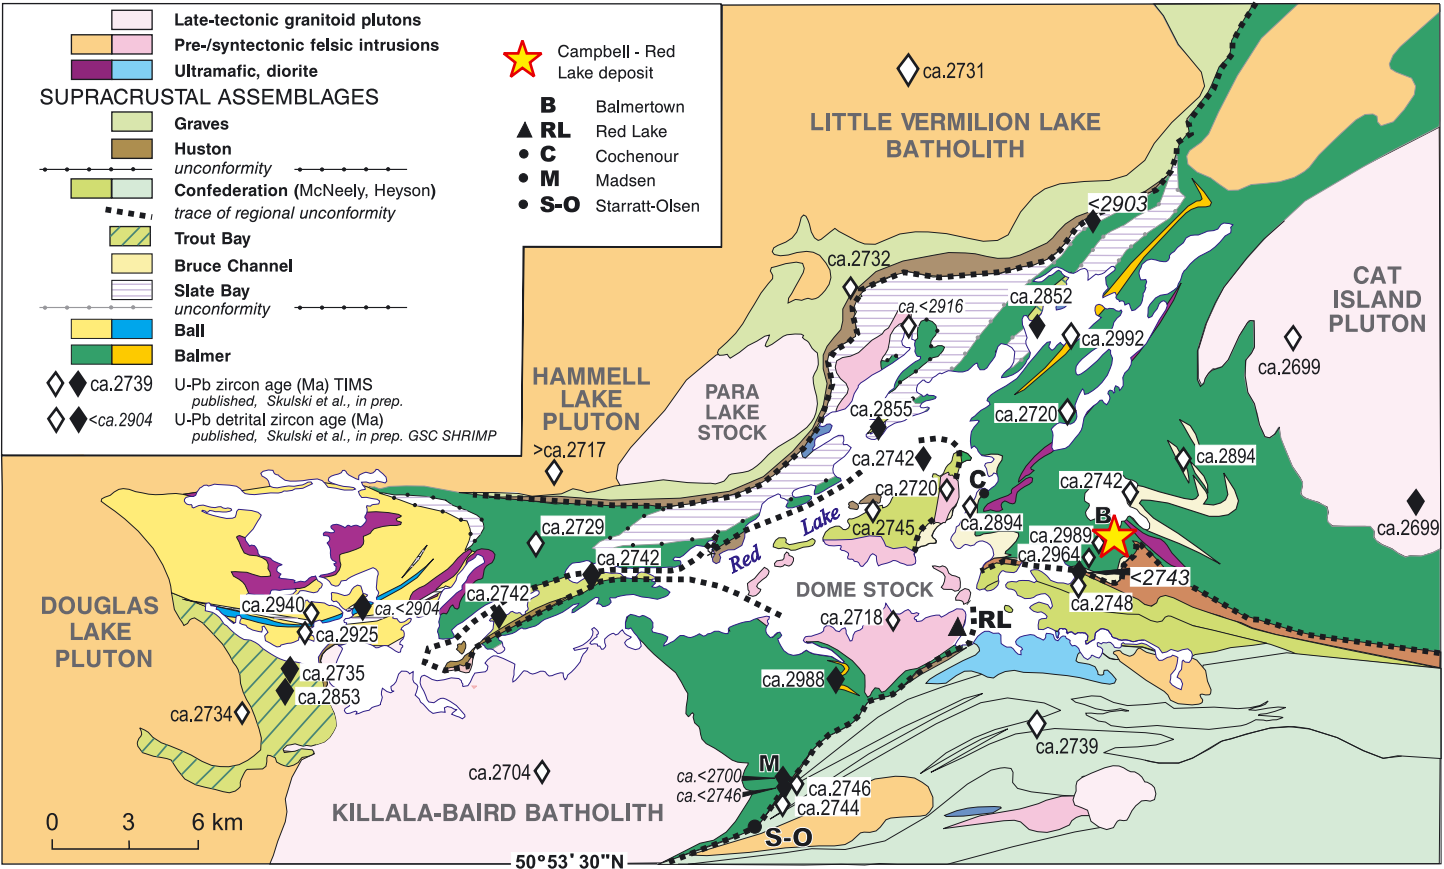 Late-tectonic granitoid plutons
Pre-/syntectonic felsic intrusions
Ultramafic, diorite
SUPRACRUSTAL ASSEMBLAGES
Graves
Huston
unconformity
Confederation (McNeely, Heyson)
trace of regional unconformity
Trout Bay
Bruce Channel
Slate Bay
unconformity
Ball
Balmer
ca.2739 U-Pb zircon age (Ma) TIMS
published, Skulski et al., in prep.
<ca.2904 U-Pb detrital zircon age (Ma)
published, Skulski et al., in prep. GSC SHRIMP
Campbell - Red
Lake deposit
B Balmertown
RL Red Lake
C Cochenour
M Madsen
S-O Starratt-Olsen
ca.2731
LITTLE VERMILION LAKE
BATHOLITH
<2903
ca.2732
ca.2852
ca.<2916
ca.2992
CAT
ISLAND
PLUTON
ca.2699
HAMMELL
LAKE
PLUTON
PARA
LAKE
STOCK
ca.2855
ca.2720
>ca.2717
ca.2742
ca.2894
ca.2720
C
ca.2742
ca.2699
ca.2745
ca.2894
B
Red Lake
ca.2729
ca.2989
ca.2964
ca.2742
<2743
ca.2748
DOME STOCK
ca.2742
ca.2940
ca.<2904
ca.2925
ca.2718
RL
DOUGLAS
LAKE
PLUTON
ca.2735
ca.2853
ca.2988
ca.2734
ca.2739
M
ca.2704
ca.<2700
ca.<2746
ca.2746
ca.2744
KILLALA-BAIRD BATHOLITH
S-O
0 3 6 km
50°53'30"N